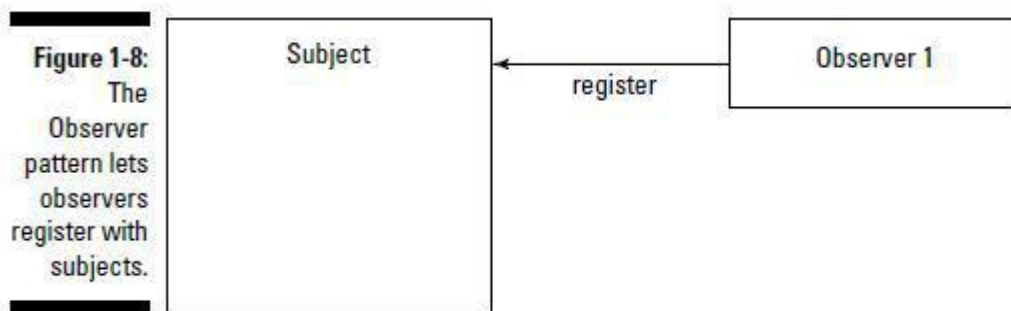 Figure 1-8:
The
Observer
pattern lets
observers
register with
subjects.
Subject
register
Observer 1